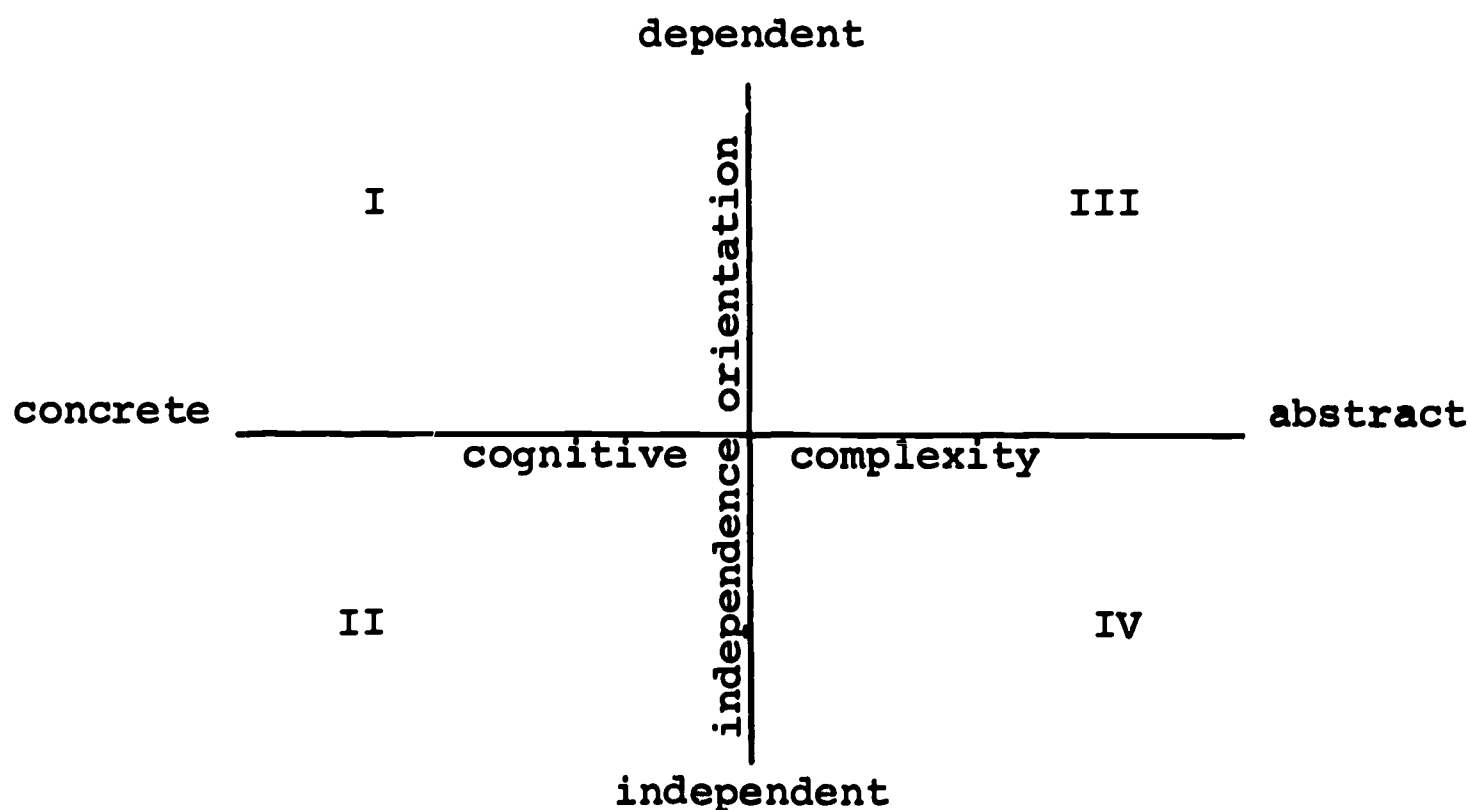 dependent
I
III
independence orientation
concrete
abstract
cognitive complexity
II
IV
independent